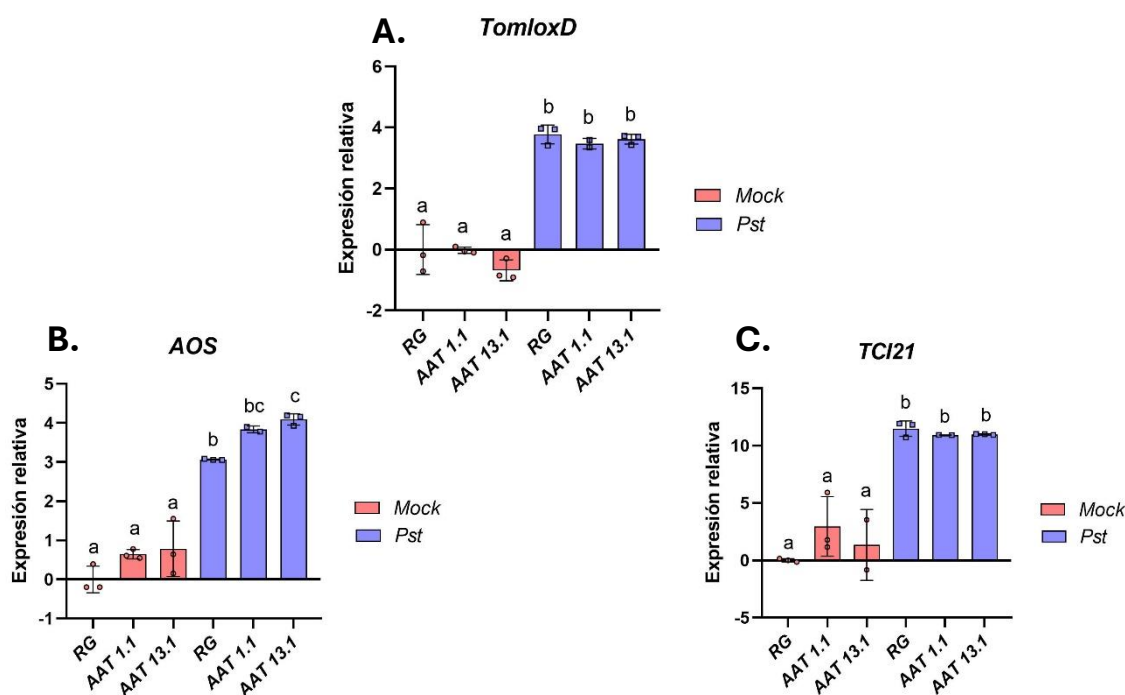 A.
TomloxD
Expresión relativa
6
4
2
0
-2
a
a
a
b
b
b
RG
AAT 1.1
AAT 13.1
RG
AAT 1.1
AAT 13.1
Mock
Pst
B.
AOS
Expresión relativa
5
4
3
2
1
0
-1
a
a
a
b
bc
c
RG
AAT 1.1
AAT 13.1
RG
AAT 1.1
AAT 13.1
Mock
Pst
C.
TCI21
Expresión relativa
15
10
5
0
-5
a
a
a
b
b
b
RG
AAT 1.1
AAT 13.1
RG
AAT 1.1
AAT 13.1
Mock
Pst